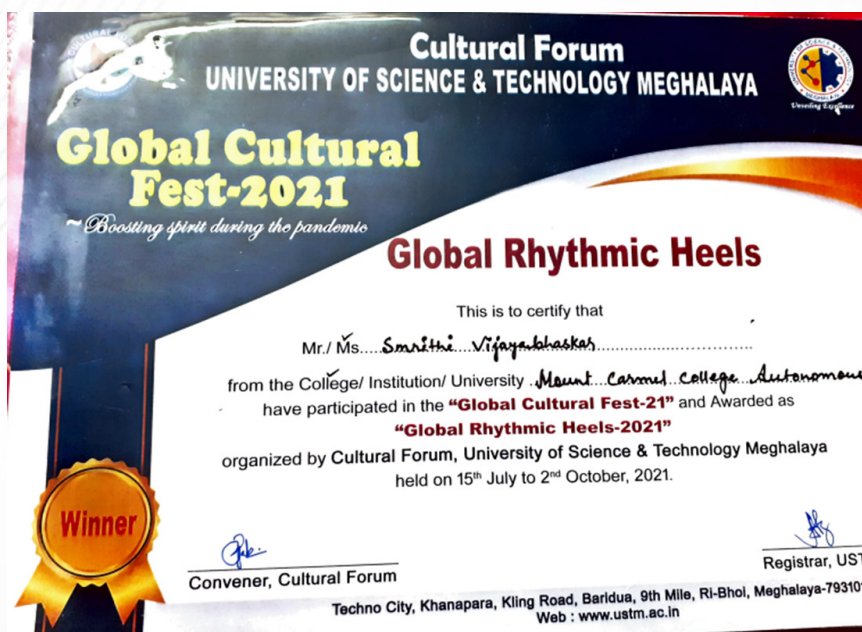 Cultural Forum
UNIVERSITY OF SCIENCE & TECHNOLOGY MEGHALAYA
Unveiling Excellence
Global Cultural
Fest-2021
~ Boosting spirit during the pandemic
Global Rhythmic Heels
This is to certify that
Mr./ Ms....Smrithi Vijayabhaskar
from the College/ Institution/ University .Mount Carmel College Autonomous
have participated in the “Global Cultural Fest-21” and Awarded as
“Global Rhythmic Heels-2021”
organized by Cultural Forum, University of Science & Technology Meghalaya
held on 15th July to 2nd October, 2021.
Winner
Convener, Cultural Forum
Registrar, UST
Techno City, Khanapara, Kling Road, Baridua, 9th Mile, Ri-Bhoi, Meghalaya-79310
Web : www.ustm.ac.in